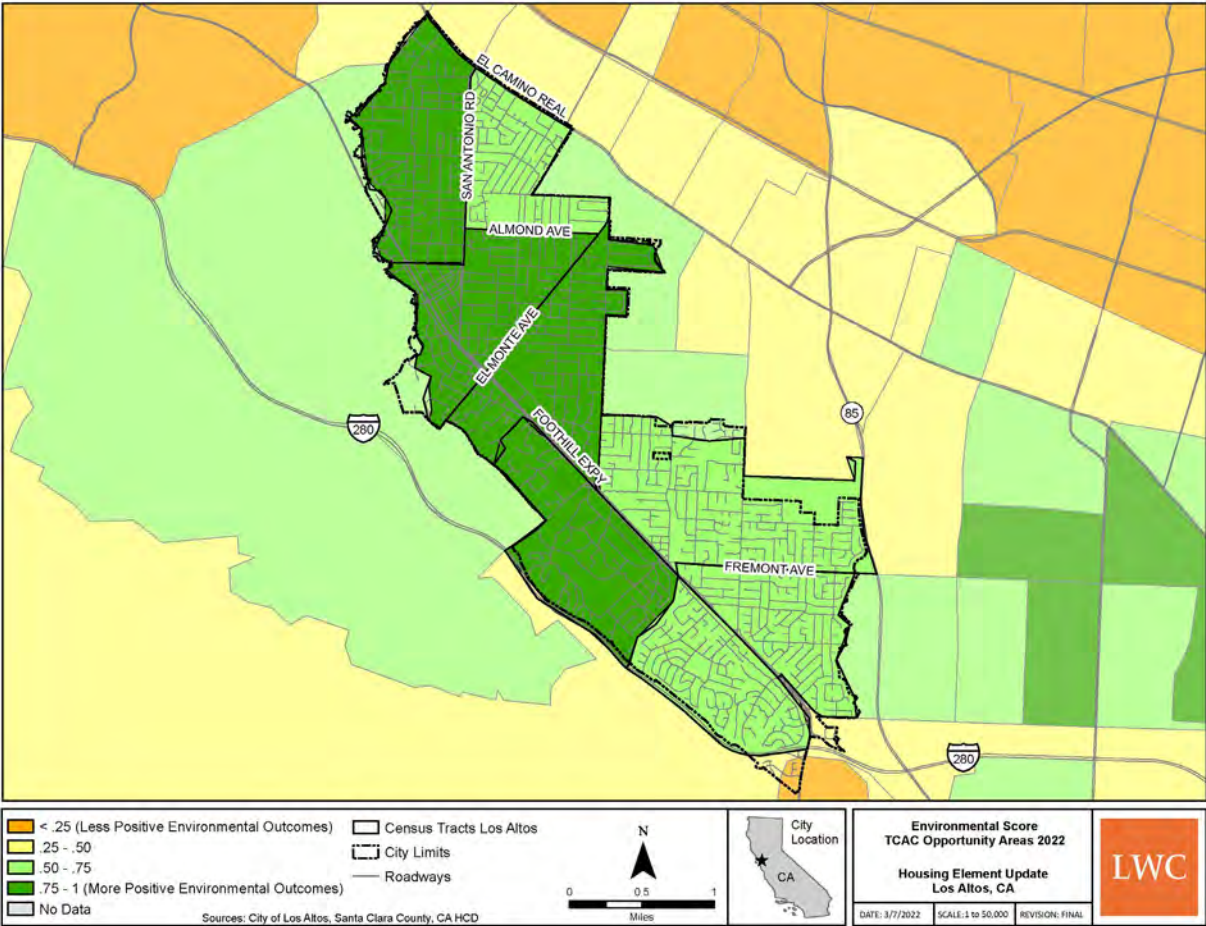 EL CAMINO REAL
SAN ANTONIO RD
ALMOND AVE
EL MONTE AVE
85
280
FOOTHILL EXPY
FREMONT AVE
280
< .25 (Less Positive Environmental Outcomes)
.25 - .50
.50 - .75
.75 - 1 (More Positive Environmental Outcomes)
No Data
Census Tracts Los Altos
City Limits
Roadways
Sources: City of Los Altos, Santa Clara County, CA HCD
N
0 0.5 1
Miles
City
Location
CA
Environmental Score
TCAC Opportunity Areas 2022
Housing Element Update
Los Altos, CA
DATE: 3/7/2022 SCALE: 1 to 50,000 REVISION: FINAL
LWC